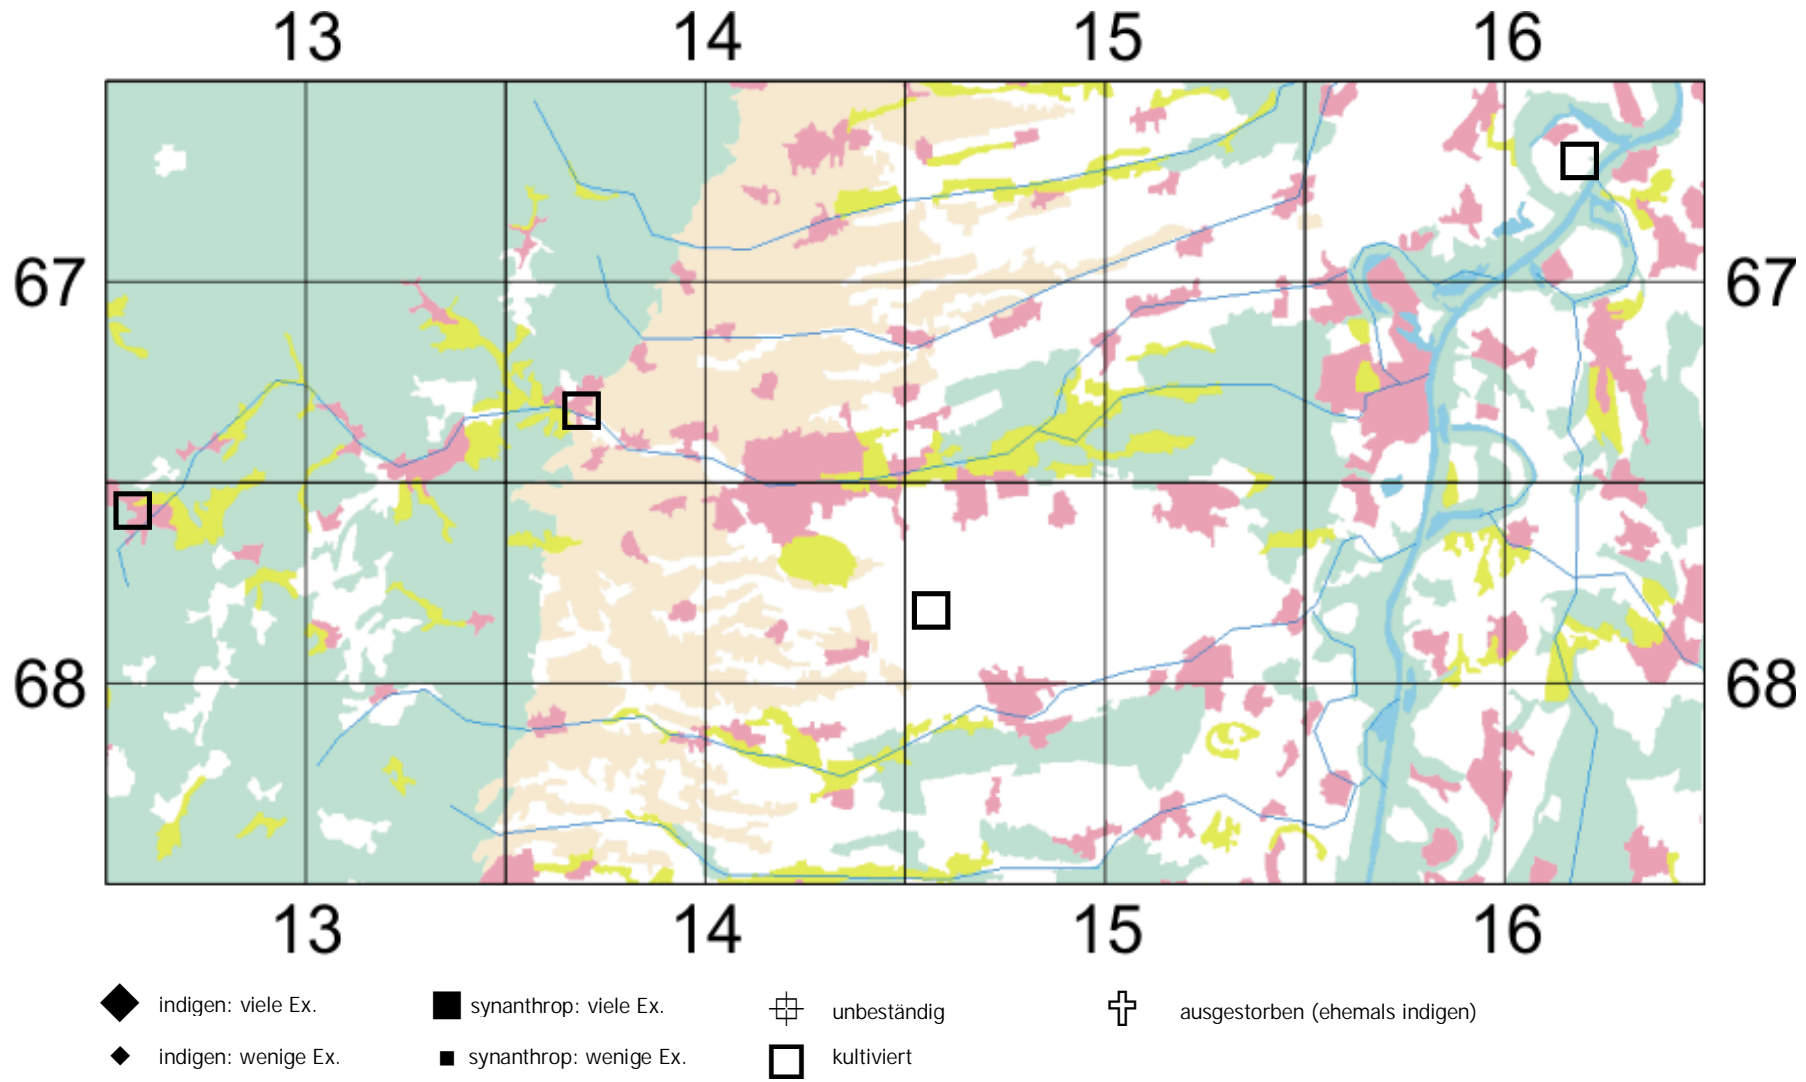 13 14 15 16
67 67
68 68
13 14 15 16
indigen: viele Ex. synanthrop: viele Ex. unbeständig ausgestorben (ehemals indigen)
indigen: wenige Ex. synanthrop: wenige Ex. kultiviert